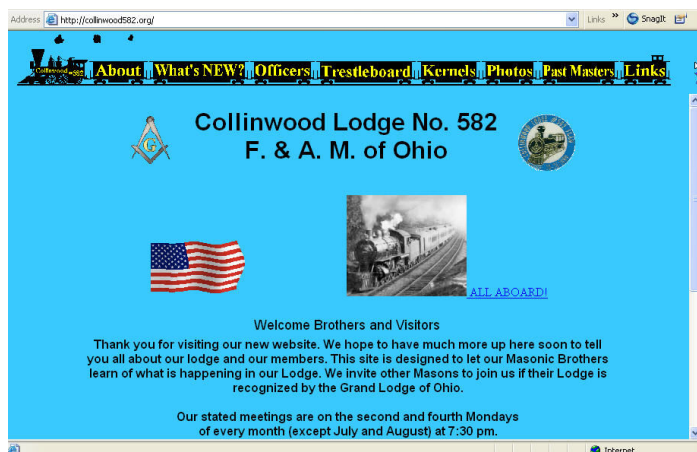 Address http://collinwood582.org/ Links » SnagIt
Collinwood 582 About What's NEW? Officers Trestleboard Kernels Photos Past Masters Links
Collinwood Lodge No. 582
F. & A. M. of Ohio
G
ALL ABOARD!
Welcome Brothers and Visitors
Thank you for visiting our new website. We hope to have much more up here soon to tell
you all about our lodge and our members. This site is designed to let our Masonic Brothers
learn of what is happening in our Lodge. We invite other Masons to join us if their Lodge is
recognized by the Grand Lodge of Ohio.
Our stated meetings are on the second and fourth Mondays
of every month (except July and August) at 7:30 pm.
Internet